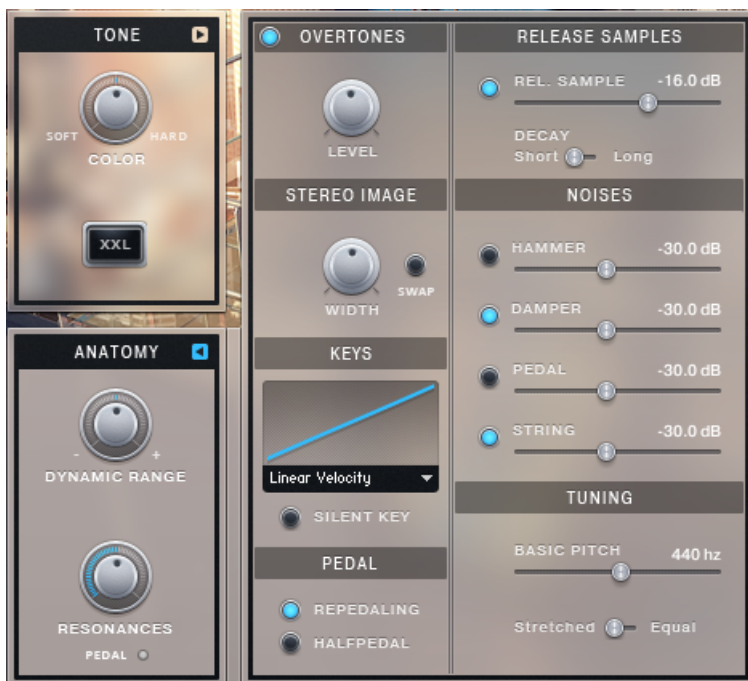 TONE
SOFT HARD
COLOR
XXL
ANATOMY
- +
DYNAMIC RANGE
RESONANCES
PEDAL
OVERTONES
LEVEL
STEREO IMAGE
SWAP
WIDTH
KEYS
Linear Velocity
SILENT KEY
PEDAL
REPEDALING
HALFPEDAL
RELEASE SAMPLES
REL. SAMPLE -16.0 dB
DECAY
Short Long
NOISES
HAMMER -30.0 dB
DAMPER -30.0 dB
PEDAL -30.0 dB
STRING -30.0 dB
TUNING
BASIC PITCH 440 hz
Stretched Equal